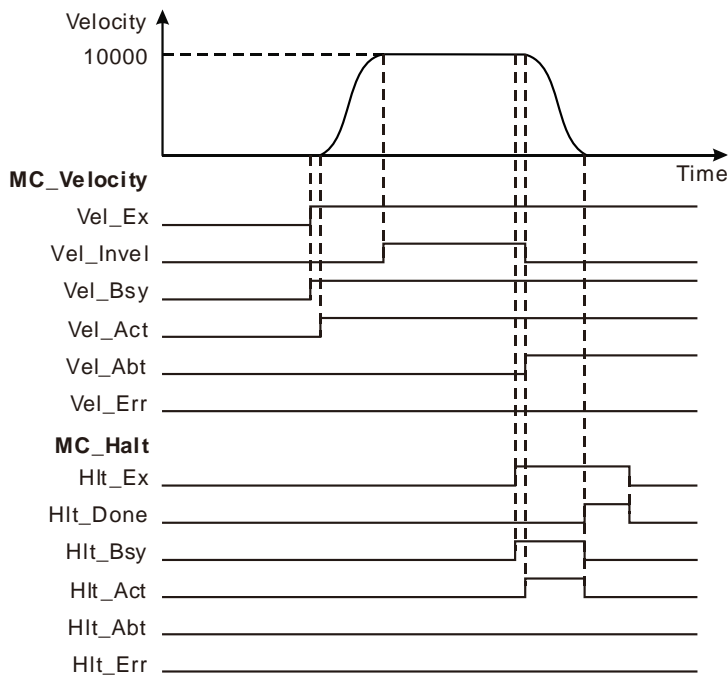 Velocity
10000
Time
MC_Velocity
Vel_Ex
Vel_Invel
Vel_Bsy
Vel_Act
Vel_Abt
Vel_Err
MC_Halt
Hlt_Ex
Hlt_Done
Hlt_Bsy
Hlt_Act
Hlt_Abt
Hlt_Err